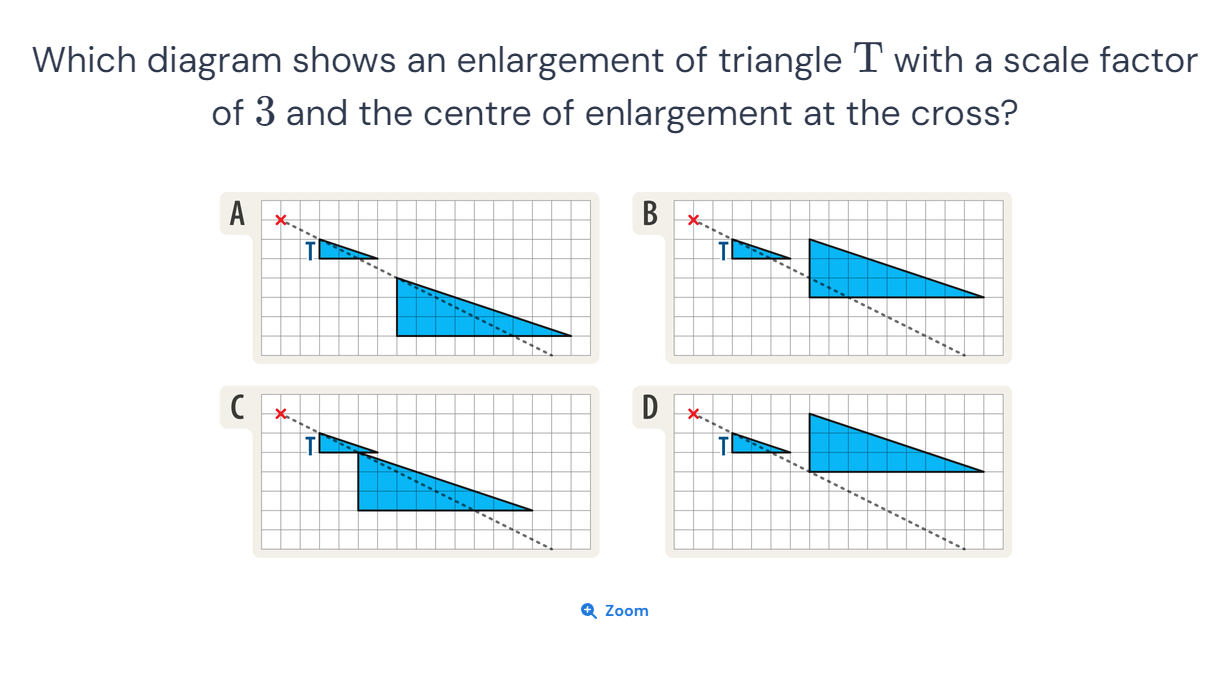 Which diagram shows an enlargement of triangle T with a scale factor
of 3 and the centre of enlargement at the cross?
A
T
B
T
C
T
D
T
Zoom